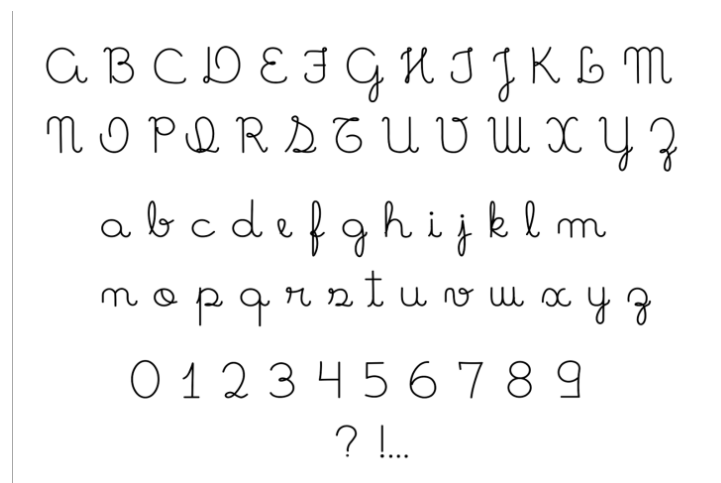 A B C D E F G H I J K L M
N O P Q R S T U V W X Y Z
a b c d e f g h i j k l m
n o p q r s t u v w x y z
0 1 2 3 4 5 6 7 8 9
? !...